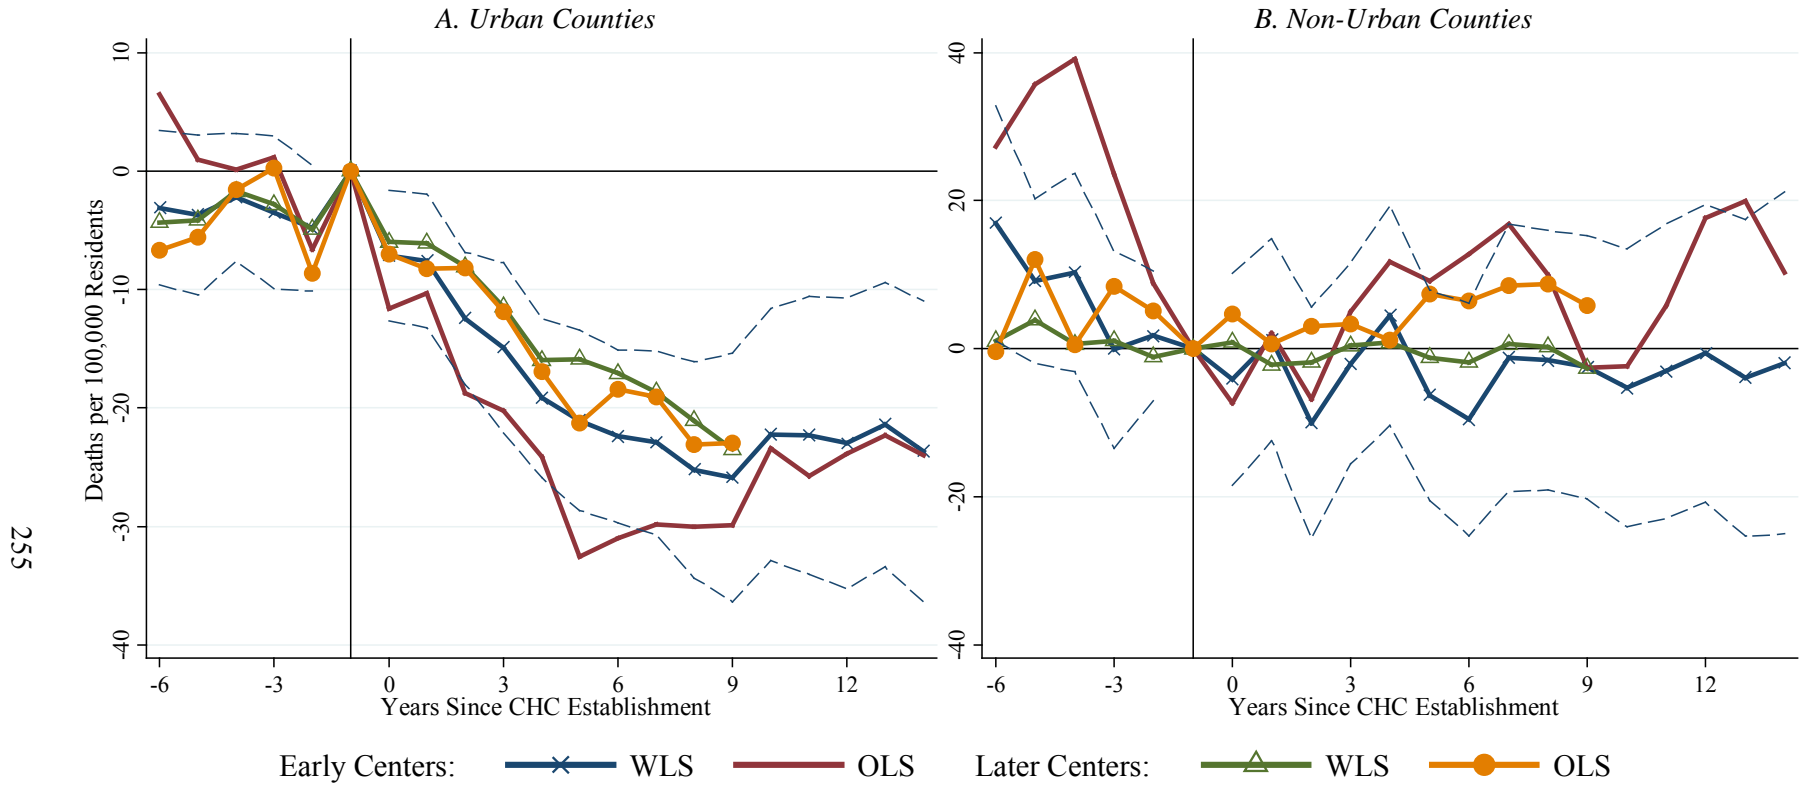 A. Urban Counties
B. Non-Urban Counties
Deaths per 100,000 Residents
10
0
-10
-20
-30
-40
-6 -3 0 3 6 9 12
Years Since CHC Establishment
40
20
0
-20
-40
-6 -3 0 3 6 9 12
Years Since CHC Establishment
Early Centers: WLS OLS Later Centers: WLS OLS
255